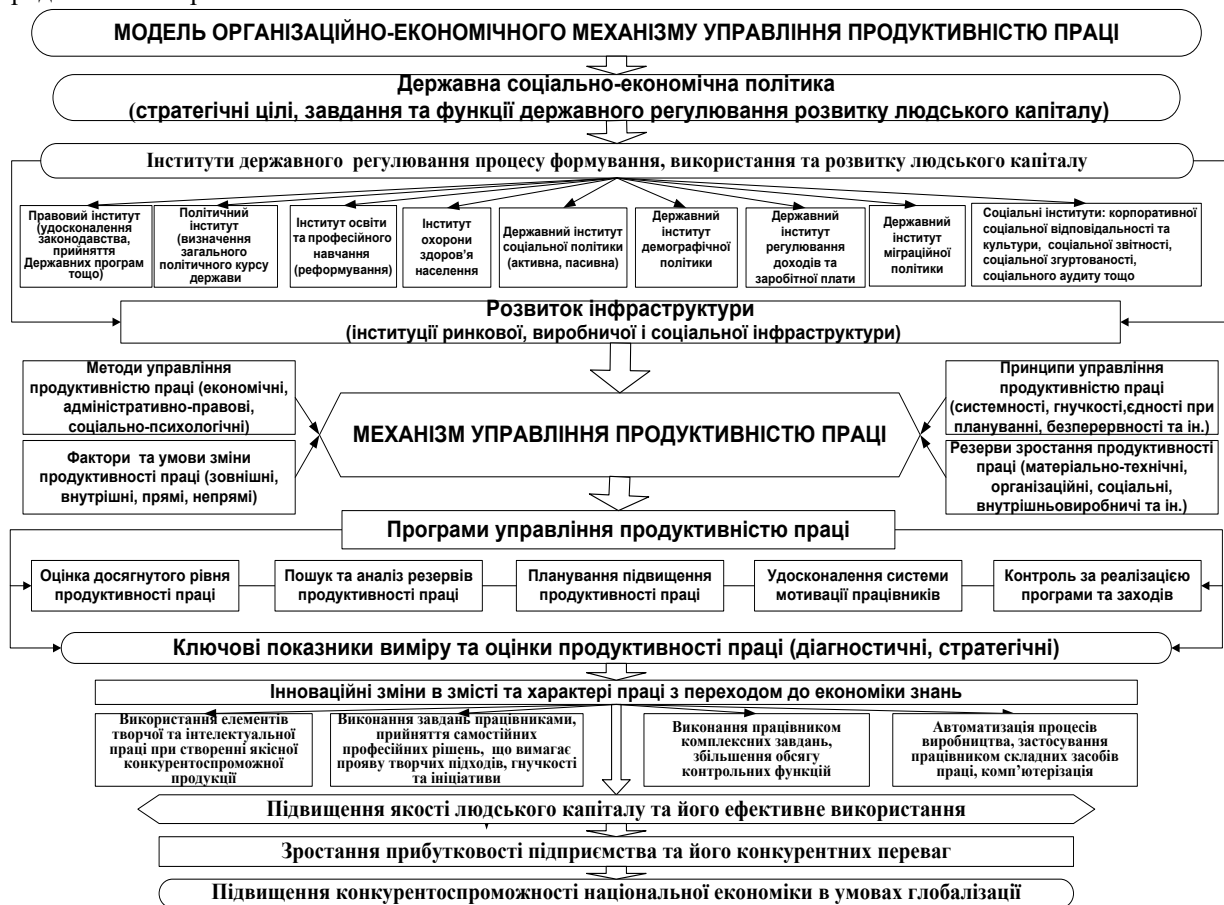 МОДЕЛЬ ОРГАНІЗАЦІЙНО-ЕКОНОМІЧНОГО МЕХАНІЗМУ УПРАВЛІННЯ ПРОДУКТИВНІСТЮ ПРАЦІ
Державна соціально-економічна політика
(стратегічні цілі, завдання та функції державного регулювання розвитку людського капіталу)
Інститути державного регулювання процесу формування, використання та розвитку людського капіталу
Правовий інститут
(удосконалення
законодавства,
прийняття
Державних програм
тощо)
Політичний
інститут
(визначення
загального
політичного курсу
держави
Інститут освіти
та професійного
навчання
(реформування)
Інститут
охорони
здоров'я
населення
Державний інститут
соціальної політики
(активна, пасивна)
Державний
інститут
демографічної
політики
Державний
інститут
регулювання
доходів та
заробітної плати
Державний
інститут
міграційної
політики
Соціальні інститути: корпоративної
соціальної відповідальності та
культури, соціальної звітності,
соціальної згуртованості,
соціального аудиту тощо
Розвиток інфраструктури
(інституції ринкової, виробничої і соціальної інфраструктури)
Методи управління
продуктивністю праці (економічні,
адміністративно-правові,
соціально-психологічні)
Фактори та умови зміни
продуктивності праці (зовнішні,
внутрішні, прямі, непрямі)
МЕХАНІЗМ УПРАВЛІННЯ ПРОДУКТИВНІСТЮ ПРАЦІ
Принципи управління
продуктивністю праці
(системності, гнучкості,єдності при
плануванні, безперервності та ін.)
Резерви зростання продуктивності
праці (матеріально-технічні,
організаційні, соціальні,
внутрішньовиробничі та ін.)
Програми управління продуктивністю праці
Оцінка досягнутого рівня
продуктивності праці
Пошук та аналіз резервів
продуктивності праці
Планування підвищення
продуктивності праці
Удосконалення системи
мотивації працівників
Контроль за реалізацією
програми та заходів
Ключові показники виміру та оцінки продуктивності праці (діагностичні, стратегічні)
Інноваційні зміни в змісті та характері праці з переходом до економіки знань
Використання елементів
творчої та інтелектуальної
праці при створенні якісної
конкурентоспроможної
продукції
Виконання завдань працівниками,
прийняття самостійних
професійних рішень, що вимагає
прояву творчих підходів, гнучкості
та ініціативи
Виконання працівником
комплексних завдань,
збільшення обсягу
контрольних функцій
Автоматизація процесів
виробництва, застосування
працівником складних засобів
праці, комп'ютерізація
Підвищення якості людського капіталу та його ефективне використання
Зростання прибутковості підприємства та його конкурентних переваг
Підвищення конкурентоспроможності національної економіки в умовах глобалізації